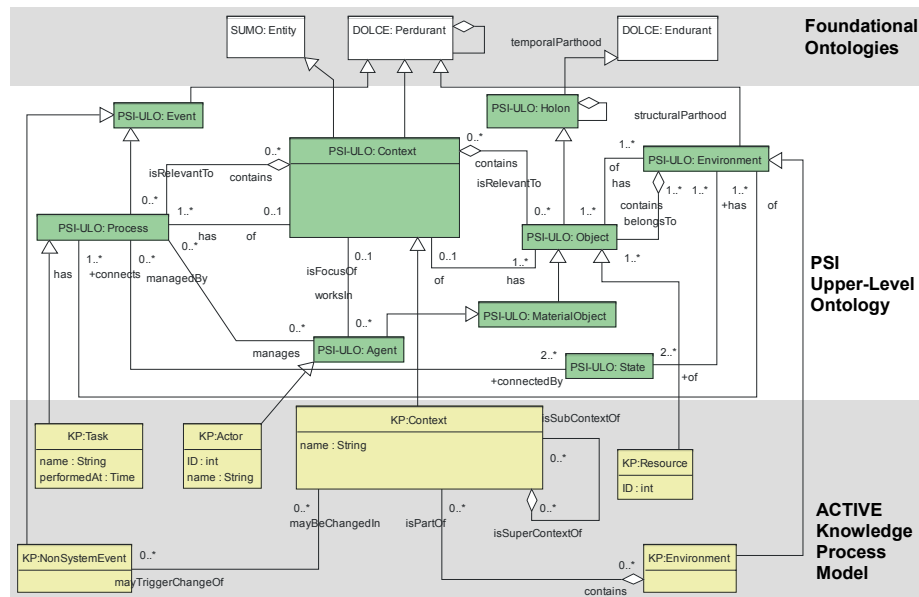 SUMO: Entity
DOLCE: Perdurant
temporalParthood
DOLCE: Endurant
Foundational
Ontologies
PSI-ULO: Event
PSI-ULO: Holon
structuralParthood
0..*
PSI-ULO: Context
0..*
contains
isRelevantTo
contains
isRelevantTo
1..*
of
has
PSI-ULO: Environment
contains
belongsTo
1..*
1..*
1..*
+has
of
0..*
1..*
0..1
0..*
1..*
PSI-ULO: Process
has
of
PSI-ULO: Object
has
1..*
+connects
0..*
managedBy
0..*
isFocusOf
0..1
worksIn
0..1
of
1..*
has
1..*
PSI
Upper-Level
Ontology
PSI-ULO: MaterialObject
0..*
0..*
manages
PSI-ULO: Agent
2..*
+connectedBy
PSI-ULO: State
2..*
+of
KP:Task
name : String
performedAt : Time
KP:Actor
ID : int
name : String
KP:Context
name : String
isSubContextOf
0..*
0..*
isSuperContextOf
KP:Resource
ID : int
0..*
mayBeChangedIn
isPartOf
0..*
ACTIVE
Knowledge
Process
Model
KP:NonSystemEvent
0..*
mayTriggerChangeOf
0..*
contains
KP:Environment